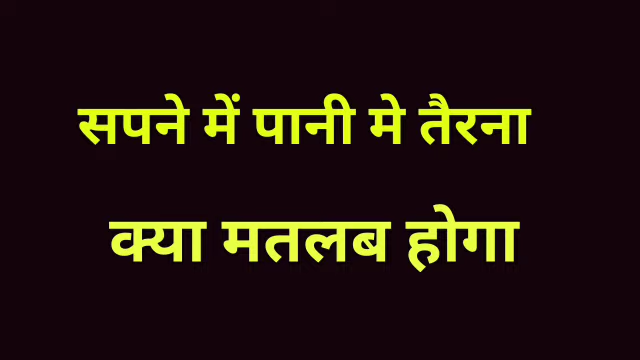 सपने में पानी मे तैरना
क्या मतलब होगा